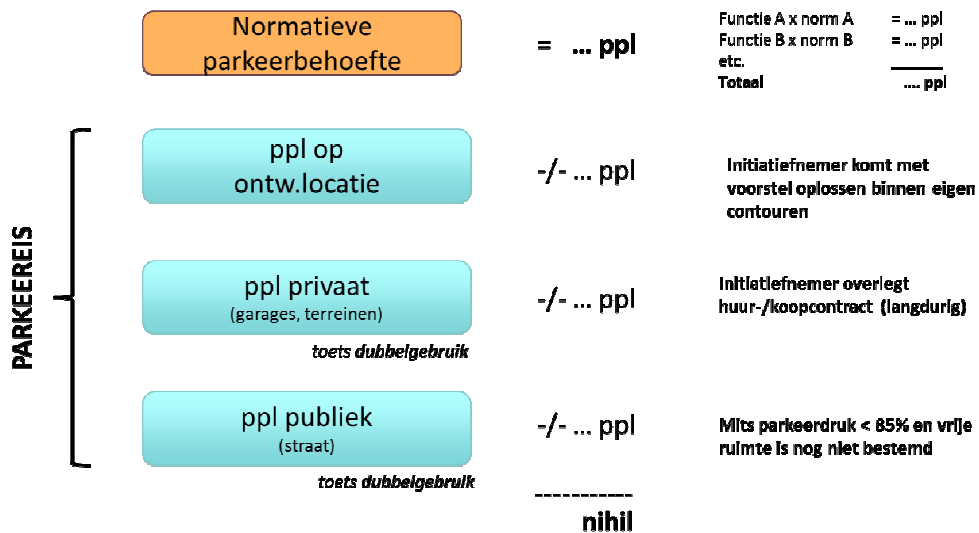 Normatieve
parkeerbehoefte
= ... ppl
Functie A x norm A = ... ppl
Functie B x norm B = ... ppl
etc.
Totaal .... ppl
PARKEEREIS
ppl op
ontw.locatie
-/- ... ppl
Initiatiefnemer komt met
voorstel oplossen binnen eigen
contouren
ppl privaat
(garages, terreinen)
toets dubbelgebruik
-/- ... ppl
Initiatiefnemer overlegt
huur-/koopcontract (langdurig)
ppl publiek
(straat)
toets dubbelgebruik
-/- ... ppl
Mits parkeerdruk < 85% en vrije
ruimte is nog niet bestemd
-----------
nihil